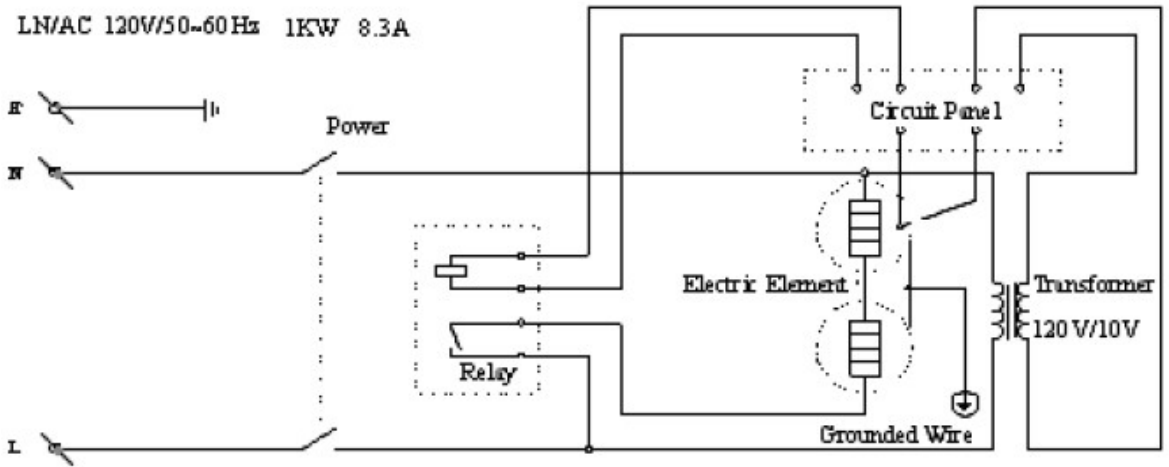 LN/AC 120V/50~60Hz 1KW 8.3A
E
Power
Circuit Panel
N
Electric Element
Transformer
120V/10V
Relay
Grounded Wire
L